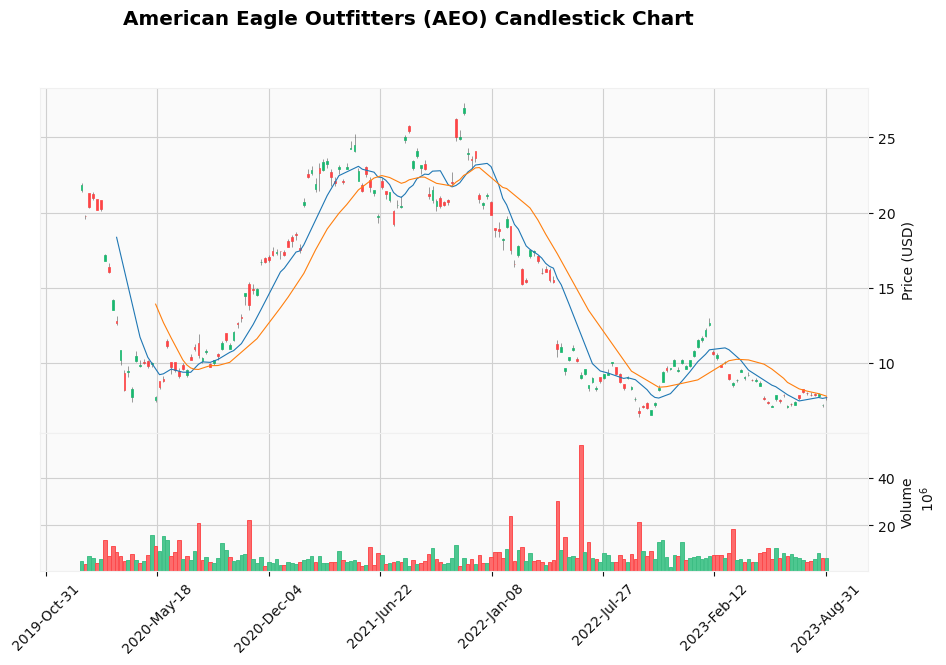 American Eagle Outfitters (AEO) Candlestick Chart
25
20
15
10
Price (USD)
40
20
Volume
10^6
2019-Oct-31
2020-May-18
2020-Dec-04
2021-Jun-22
2022-Jan-08
2022-Jul-27
2023-Feb-12
2023-Aug-31